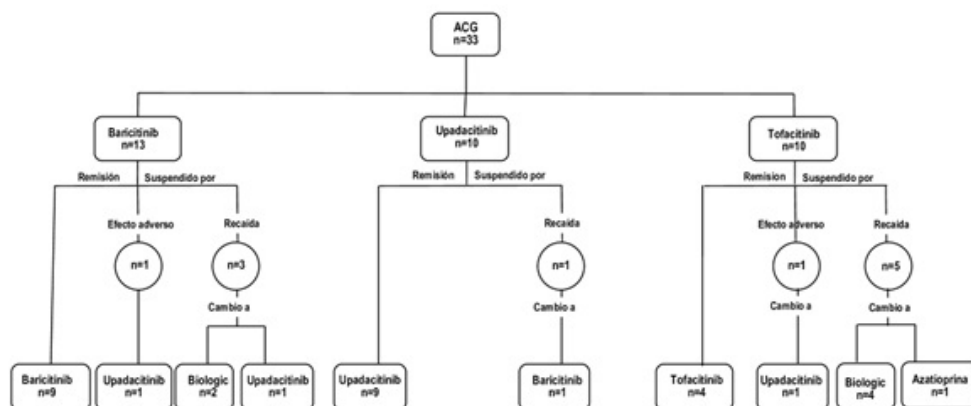 ACG
n=33
Baricitinib
n=13
Upadacitinib
n=10
Tofacitinib
n=10
Remisión
Suspendido por
Remisión
Suspendido por
Remision
Suspendido por
Efecto adverso
Recaída
Recaída
Efecto adverso
Recaída
n=1
n=3
n=1
n=1
n=5
Cambio a
Cambio a
Cambio a
Cambio a
Baricitinib
n=9
Upadacitinib
n=1
Biologic
n=2
Upadacitinib
n=1
Upadacitinib
n=9
Baricitinib
n=1
Tofacitinib
n=4
Upadacitinib
n=1
Biologic
n=4
Azatioprina
n=1